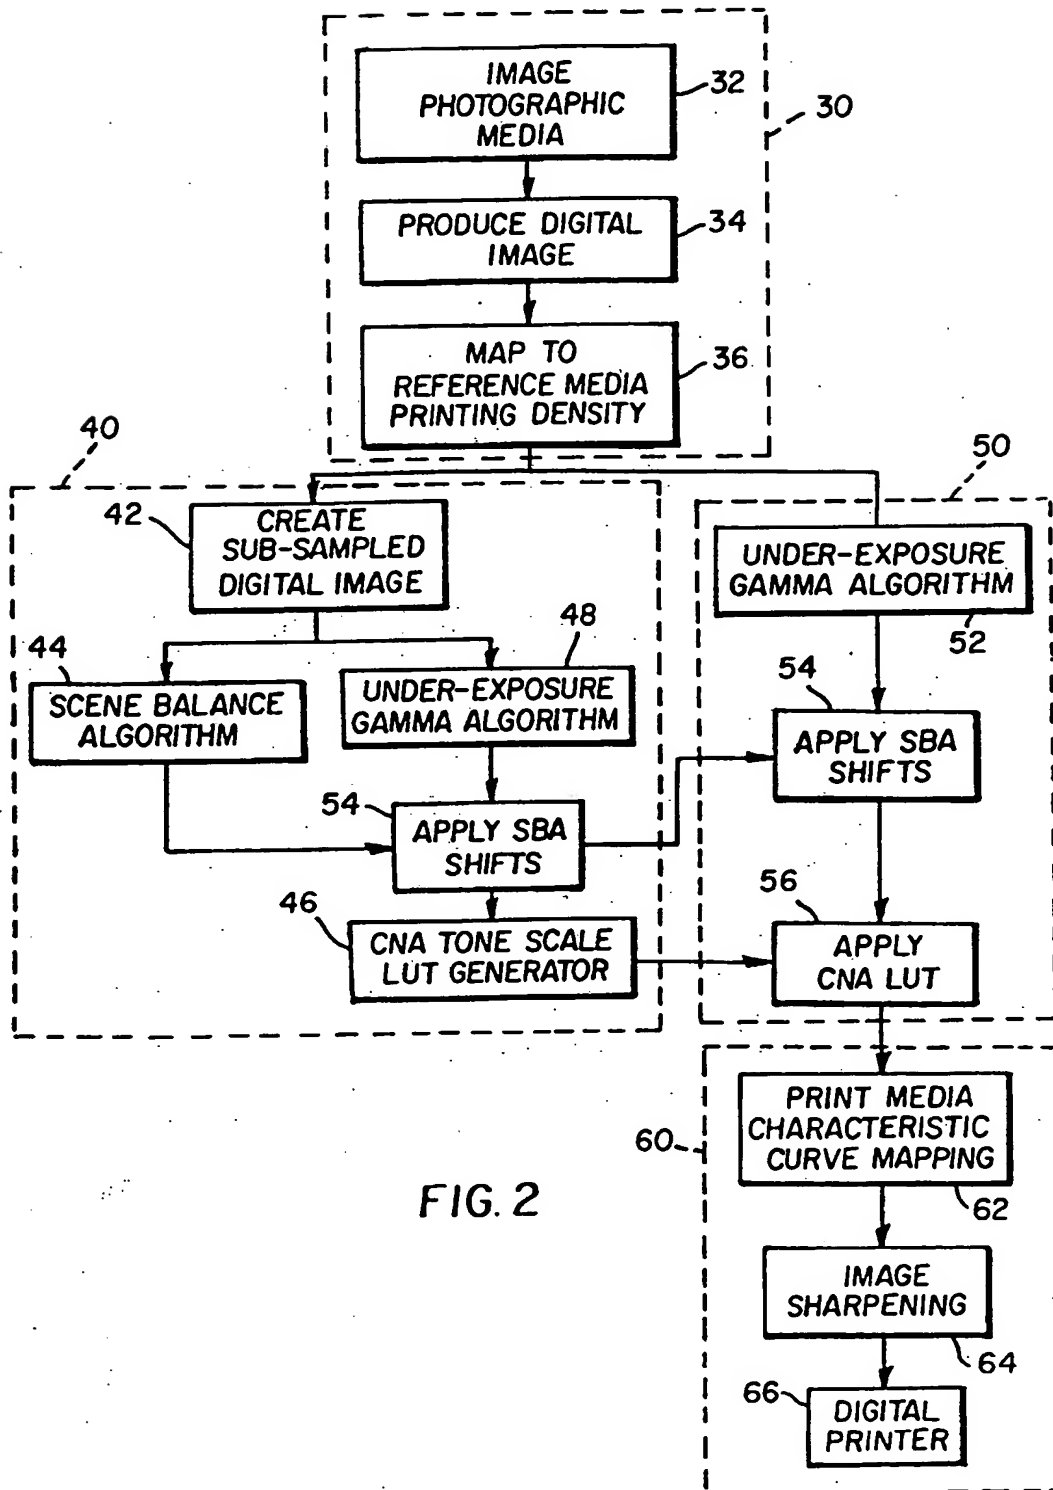 IMAGE
PHOTOGRAPHIC
MEDIA
32
30
PRODUCE DIGITAL
IMAGE
34
MAP TO
REFERENCE MEDIA
PRINTING DENSITY
36
40
50
42
CREATE
SUB-SAMPLED
DIGITAL IMAGE
UNDER-EXPOSURE
GAMMA ALGORITHM
52
44
48
SCENE BALANCE
ALGORITHM
UNDER-EXPOSURE
GAMMA ALGORITHM
54
APPLY SBA
SHIFTS
54
APPLY SBA
SHIFTS
46
CNA TONE SCALE
LUT GENERATOR
56
APPLY
CNA LUT
60
PRINT MEDIA
CHARACTERISTIC
CURVE MAPPING
62
FIG. 2
IMAGE
SHARPENING
64
66
DIGITAL
PRINTER